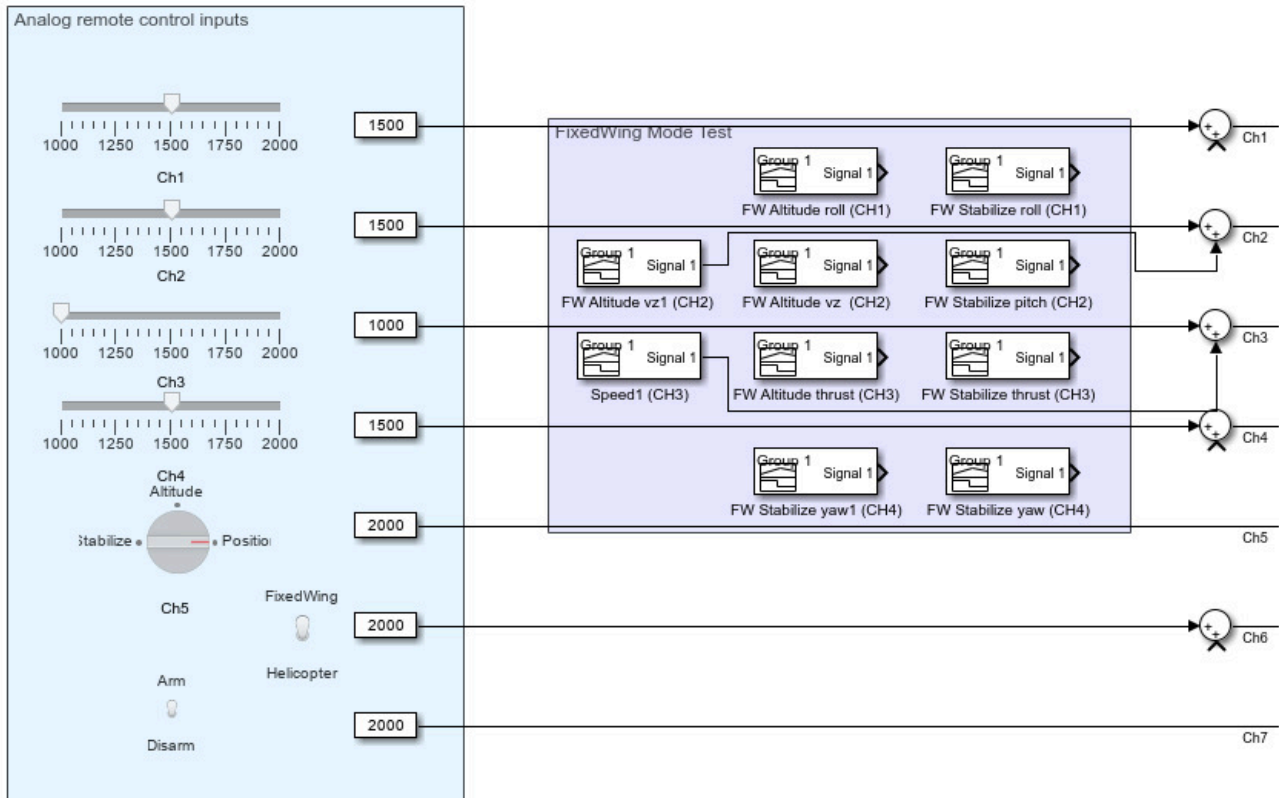 Analog remote control inputs
1000 1250 1500 1750 2000
Ch1
1000 1250 1500 1750 2000
Ch2
1000 1250 1500 1750 2000
Ch3
1000 1250 1500 1750 2000
Ch4
Altitude
Stabilize
Position
Ch5
FixedWing
Helicopter
Arm
Disarm
1500
1500
1000
1500
2000
2000
2000
FixedWing Mode Test
Group 1
Signal 1
FW Altitude roll (CH1)
Group 1
Signal 1
FW Stabilize roll (CH1)
Group 1
Signal 1
FW Altitude vz1 (CH2)
Group 1
Signal 1
FW Altitude vz (CH2)
Group 1
Signal 1
FW Stabilize pitch (CH2)
Group 1
Signal 1
Speed1 (CH3)
Group 1
Signal 1
FW Altitude thrust (CH3)
Group 1
Signal 1
FW Stabilize thrust (CH3)
Group 1
Signal 1
FW Stabilize yaw1 (CH4)
Group 1
Signal 1
FW Stabilize yaw (CH4)
Ch1
Ch2
Ch3
Ch4
Ch5
Ch6
Ch7